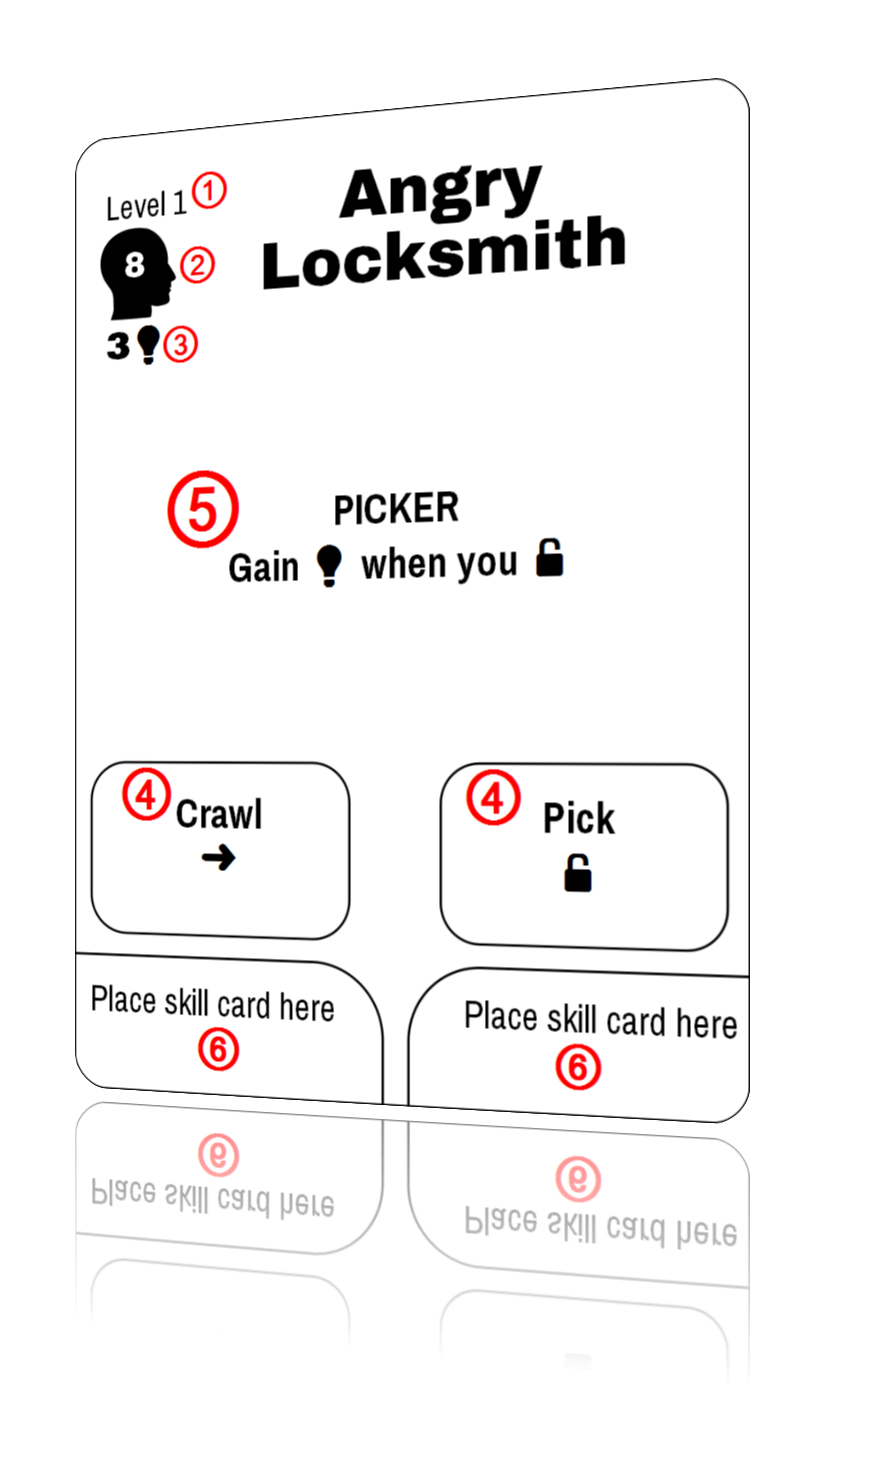 Level 1 ①
Angry
Locksmith
8 ②
3 ③
⑤ PICKER
Gain when you
④ Crawl
④ Pick
Place skill card here
⑥
Place skill card here
⑥
⑥
Place skill card here
⑥
Place skill card here